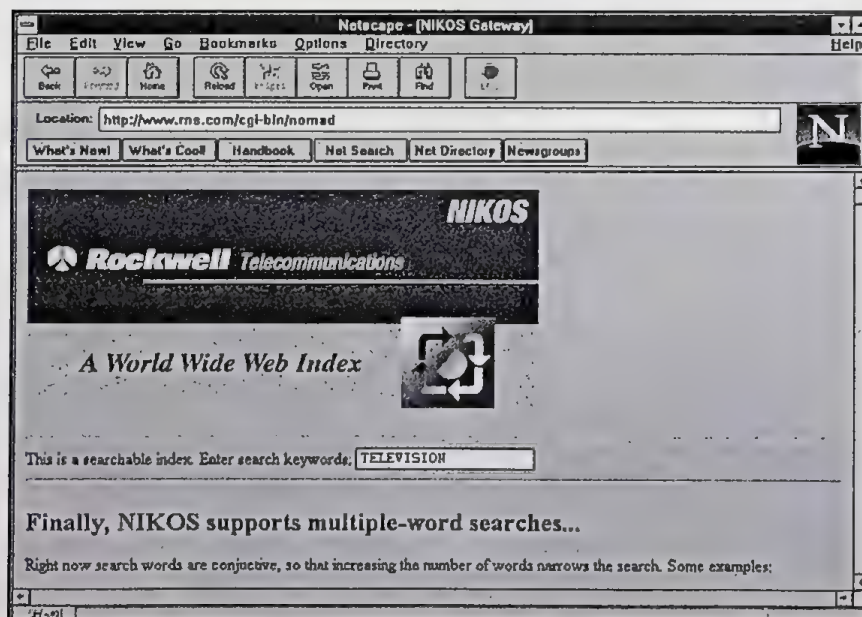 Netscape - [NIKOS Gateway]
File Edit View Go Bookmarks Options Directory Help
Back Forward Home Reload Images Open Print Find
Location: http://www.rns.com/cgi-bin/nomad
What's New! What's Cool! Handbook Net Search Net Directory Newsgroups
N
NIKOS
Rockwell Telecommunications
A World Wide Web Index
This is a searchable index. Enter search keywords: TELEVISION
Finally, NIKOS supports multiple-word searches...
Right now search words are conjuctive, so that increasing the number of words narrows the search. Some examples: